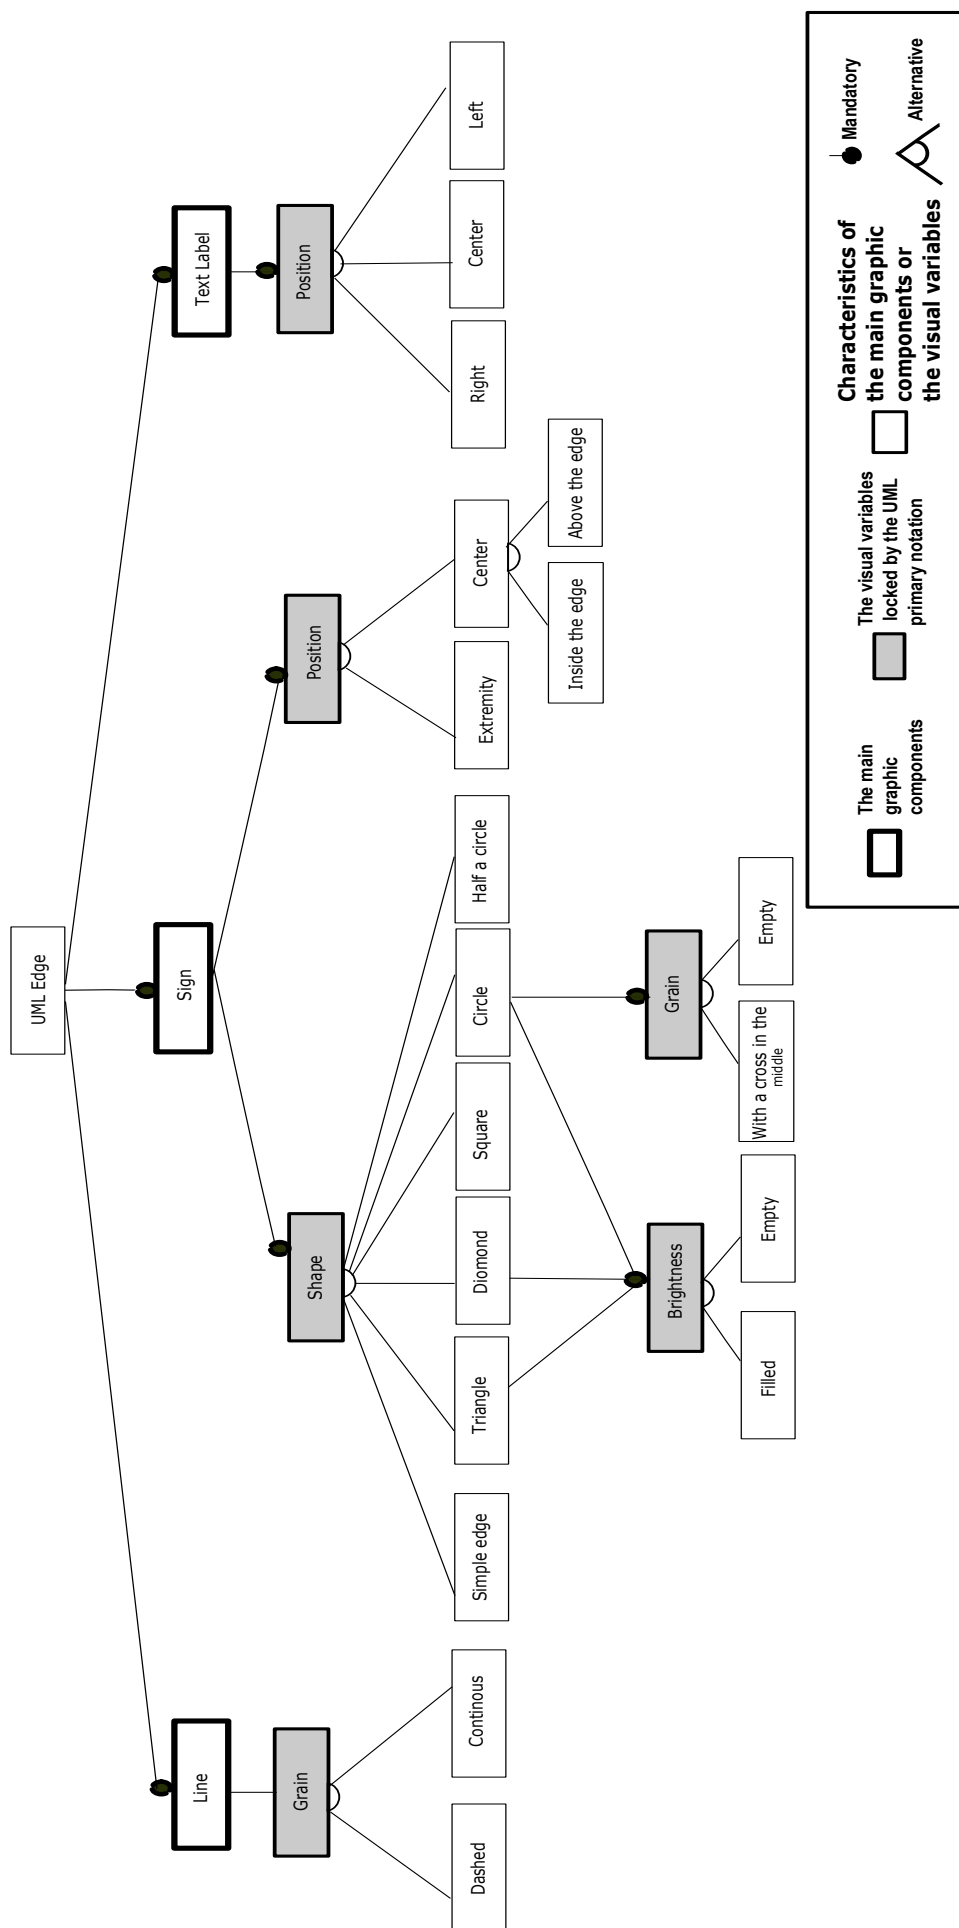 UML Edge
Line
Sign
Text Label
Grain
Shape
Position
Position
Dashed
Continous
Simple edge
Triangle
Diomond
Square
Circle
Half a circle
Extremity
Center
Right
Center
Left
Inside the edge
Above the edge
Brightness
Grain
Filled
Empty
With a cross in the
middle
Empty
The main
graphic
components
The visual variables
locked by the UML
primary notation
Characteristics of
the main graphic
components or
the visual variables
Mandatory
Alternative